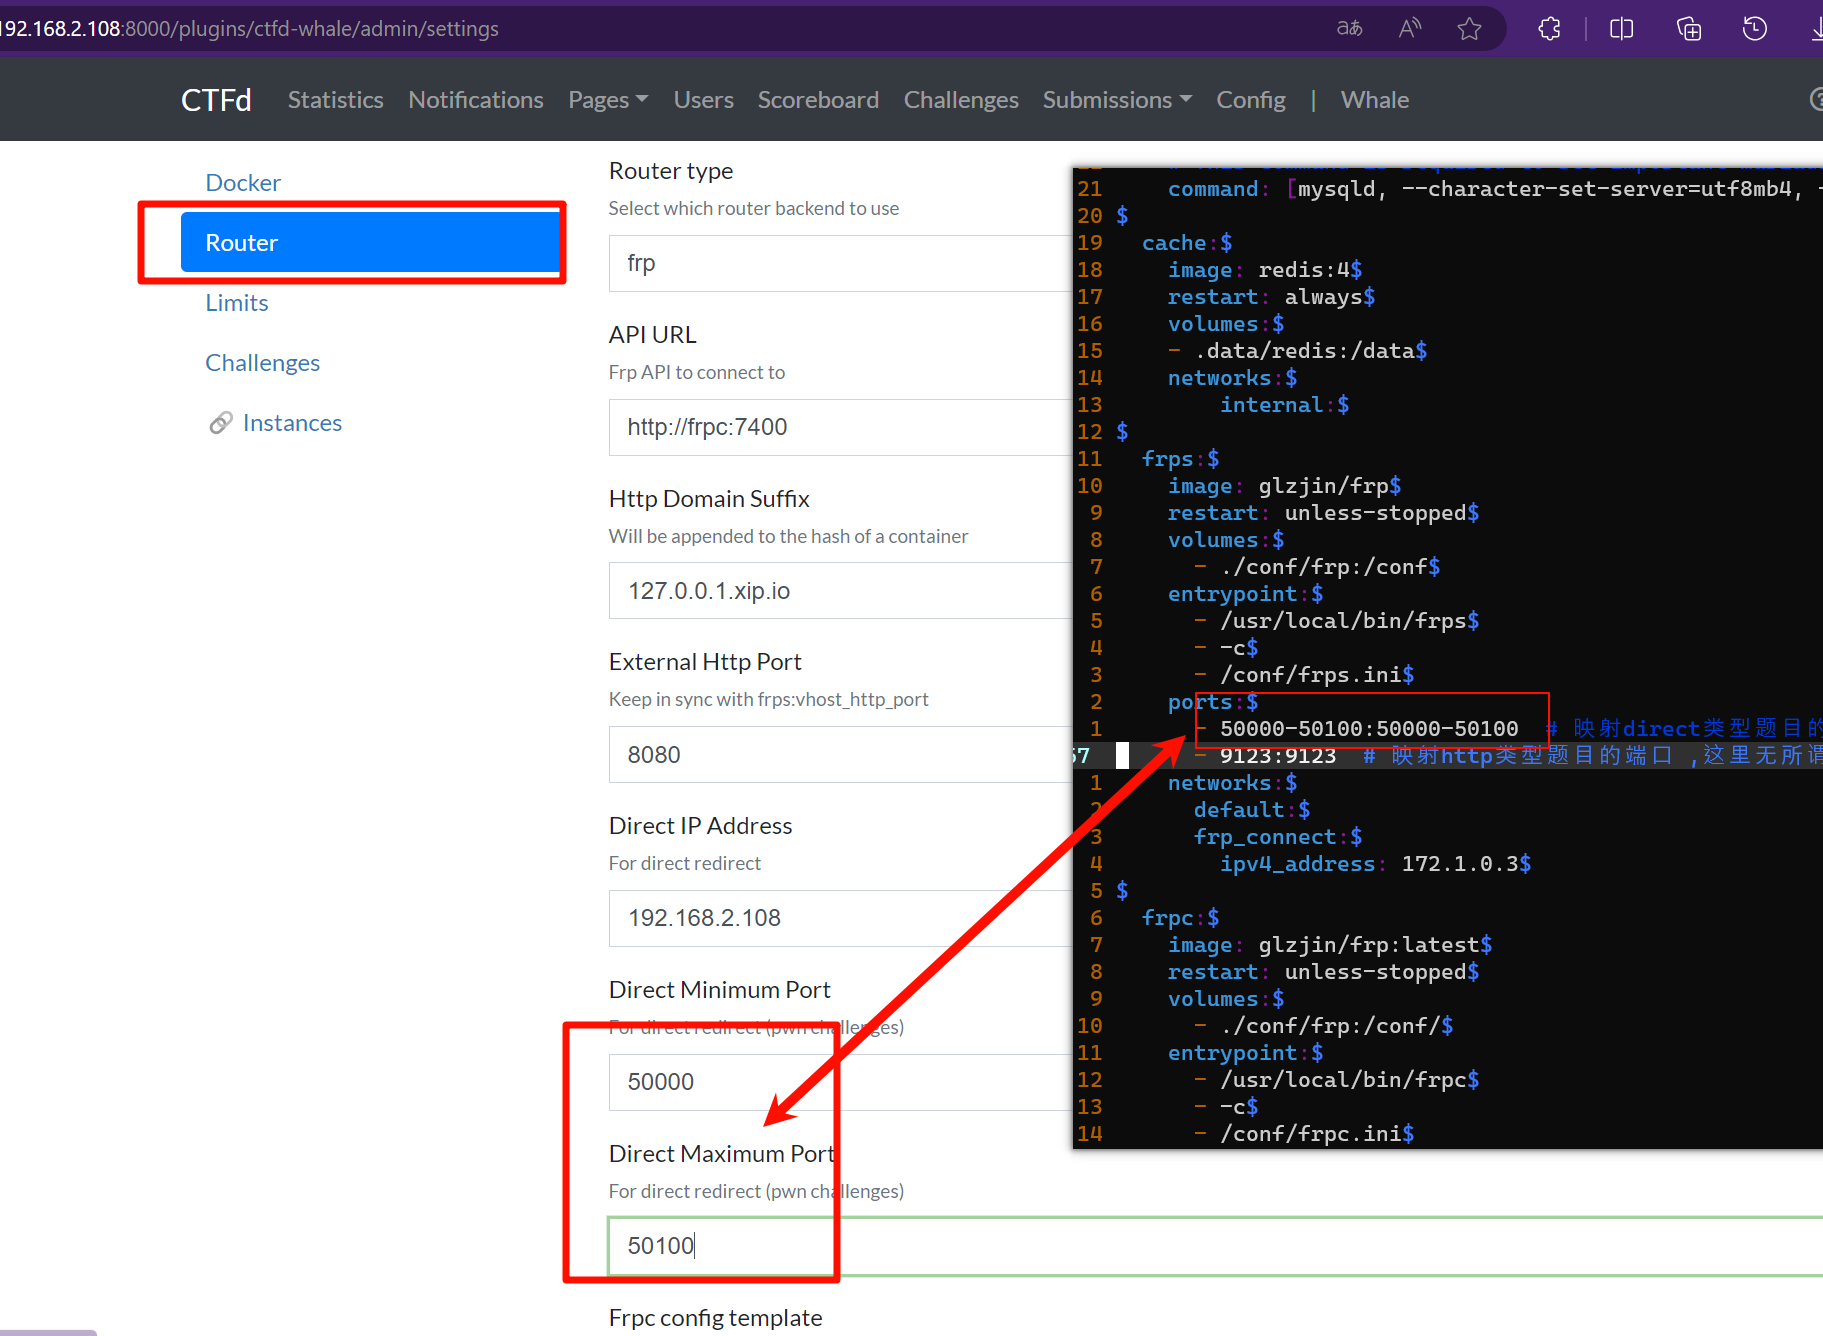 192.168.2.108:8000/plugins/ctfd-whale/admin/settings
CTFd Statistics Notifications Pages Users Scoreboard Challenges Submissions Config | Whale
Docker
Router
Limits
Challenges
Instances
Router type
Select which router backend to use
frp
API URL
Frp API to connect to
http://frpc:7400
Http Domain Suffix
Will be appended to the hash of a container
127.0.0.1.xip.io
External Http Port
Keep in sync with frps:vhost_http_port
8080
Direct IP Address
For direct redirect
192.168.2.108
Direct Minimum Port
For direct redirect (pwn challenges)
50000
Direct Maximum Port
For direct redirect (pwn challenges)
50100
Frpc config template
21 command: [mysqld, --character-set-server=utf8mb4,
20 $
19 cache:$
18 image: redis:4$
17 restart: always$
16 volumes:$
15 - .data/redis:/data$
14 networks:$
13 internal:$
12 $
11 frps:$
10 image: glzjin/frp$
9 restart: unless-stopped$
8 volumes:$
7 - ./conf/frp:/conf$
6 entrypoint:$
5 - /usr/local/bin/frps$
4 - -c$
3 - /conf/frps.ini$
2 ports:$
1 - 50000-50100:50000-50100 # 映射direct类型题目的
57 - 9123:9123 # 映射http类型题目的端口 ,这里无所谓
1 networks:$
2 default:$
3 frp_connect:$
4 ipv4_address: 172.1.0.3$
5 $
6 frpc:$
7 image: glzjin/frp:latest$
8 restart: unless-stopped$
9 volumes:$
10 - ./conf/frp:/conf/$
11 entrypoint:$
12 - /usr/local/bin/frpc$
13 - -c$
14 - /conf/frpc.ini$